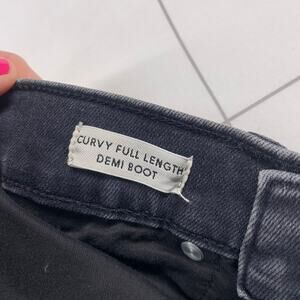 CURVY FULL LENGTH
DEMI BOOT